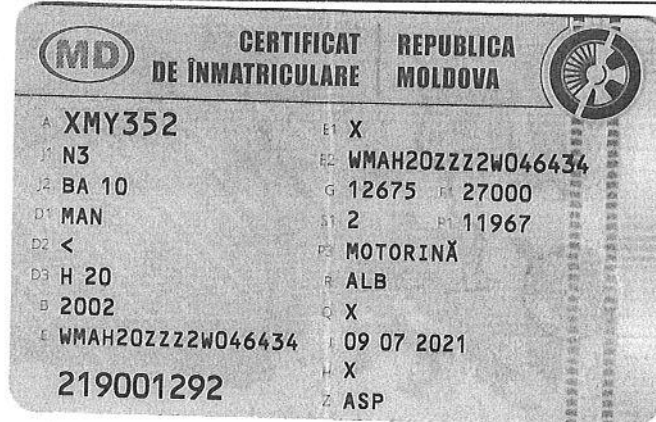 MD
CERTIFICAT
DE ÎNMATRICULARE
REPUBLICA
MOLDOVA
A XMY352
J1 N3
J2 BA 10
D1 MAN
D2 <
D3 H 20
B 2002
E WMAH20ZZZ2W046434
219001292
E1 X
E2 WMAH20ZZZ2W046434
G 12675 F1 27000
S1 2 P1 11967
P3 MOTORINĂ
R ALB
Q X
I 09 07 2021
H X
Z ASP